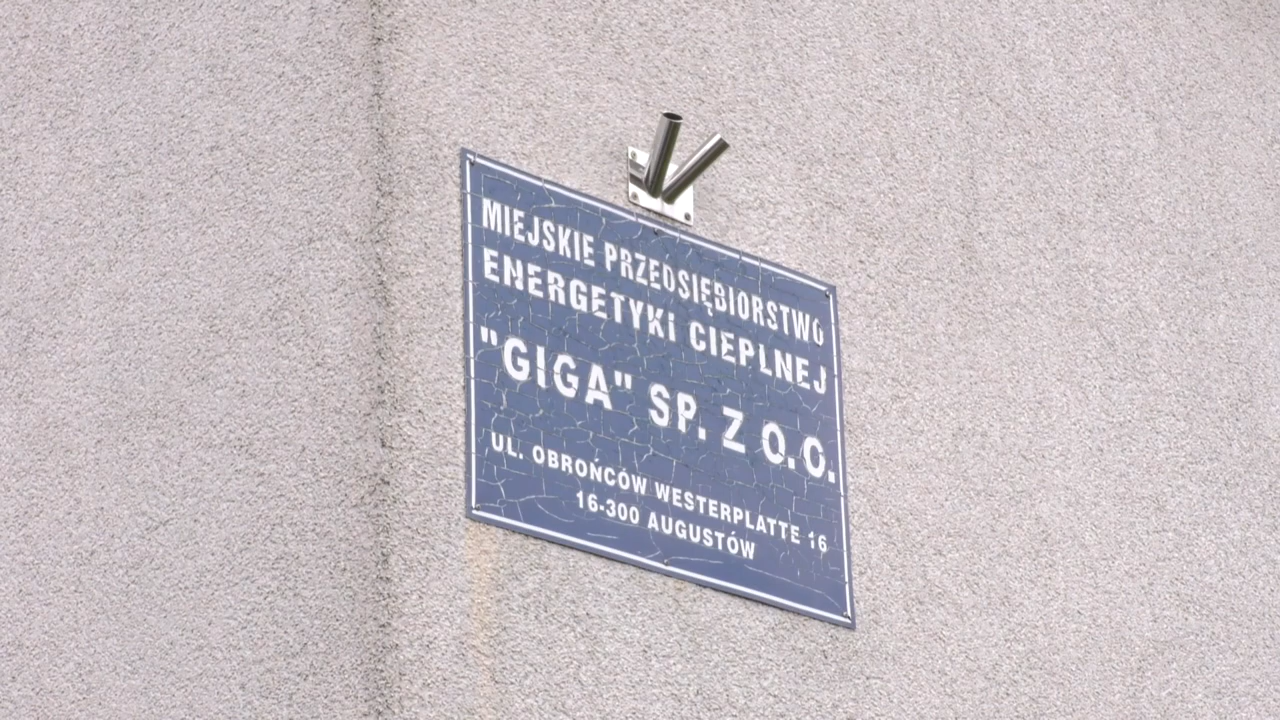 MIEJSKIE PRZEDSIĘBIORSTWO
ENERGETYKI CIEPLNEJ
"GIGA" SP. Z O.O.
UL. OBROŃCÓW WESTERPLATTE 16
16-300 AUGUSTÓW